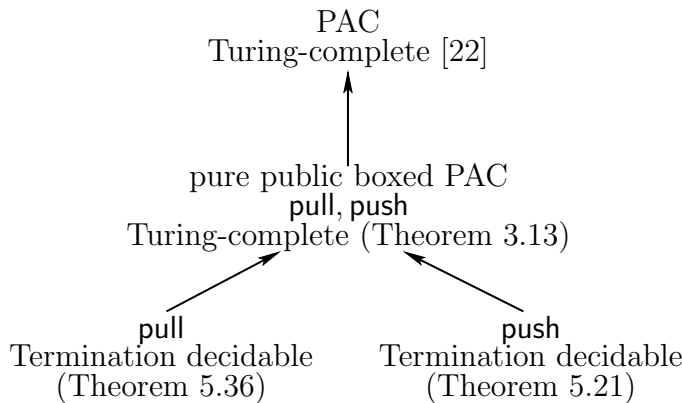 PAC
Turing-complete [22]
pure public boxed PAC
pull, push
Turing-complete (Theorem 3.13)
pull
Termination decidable
(Theorem 5.36)
push
Termination decidable
(Theorem 5.21)